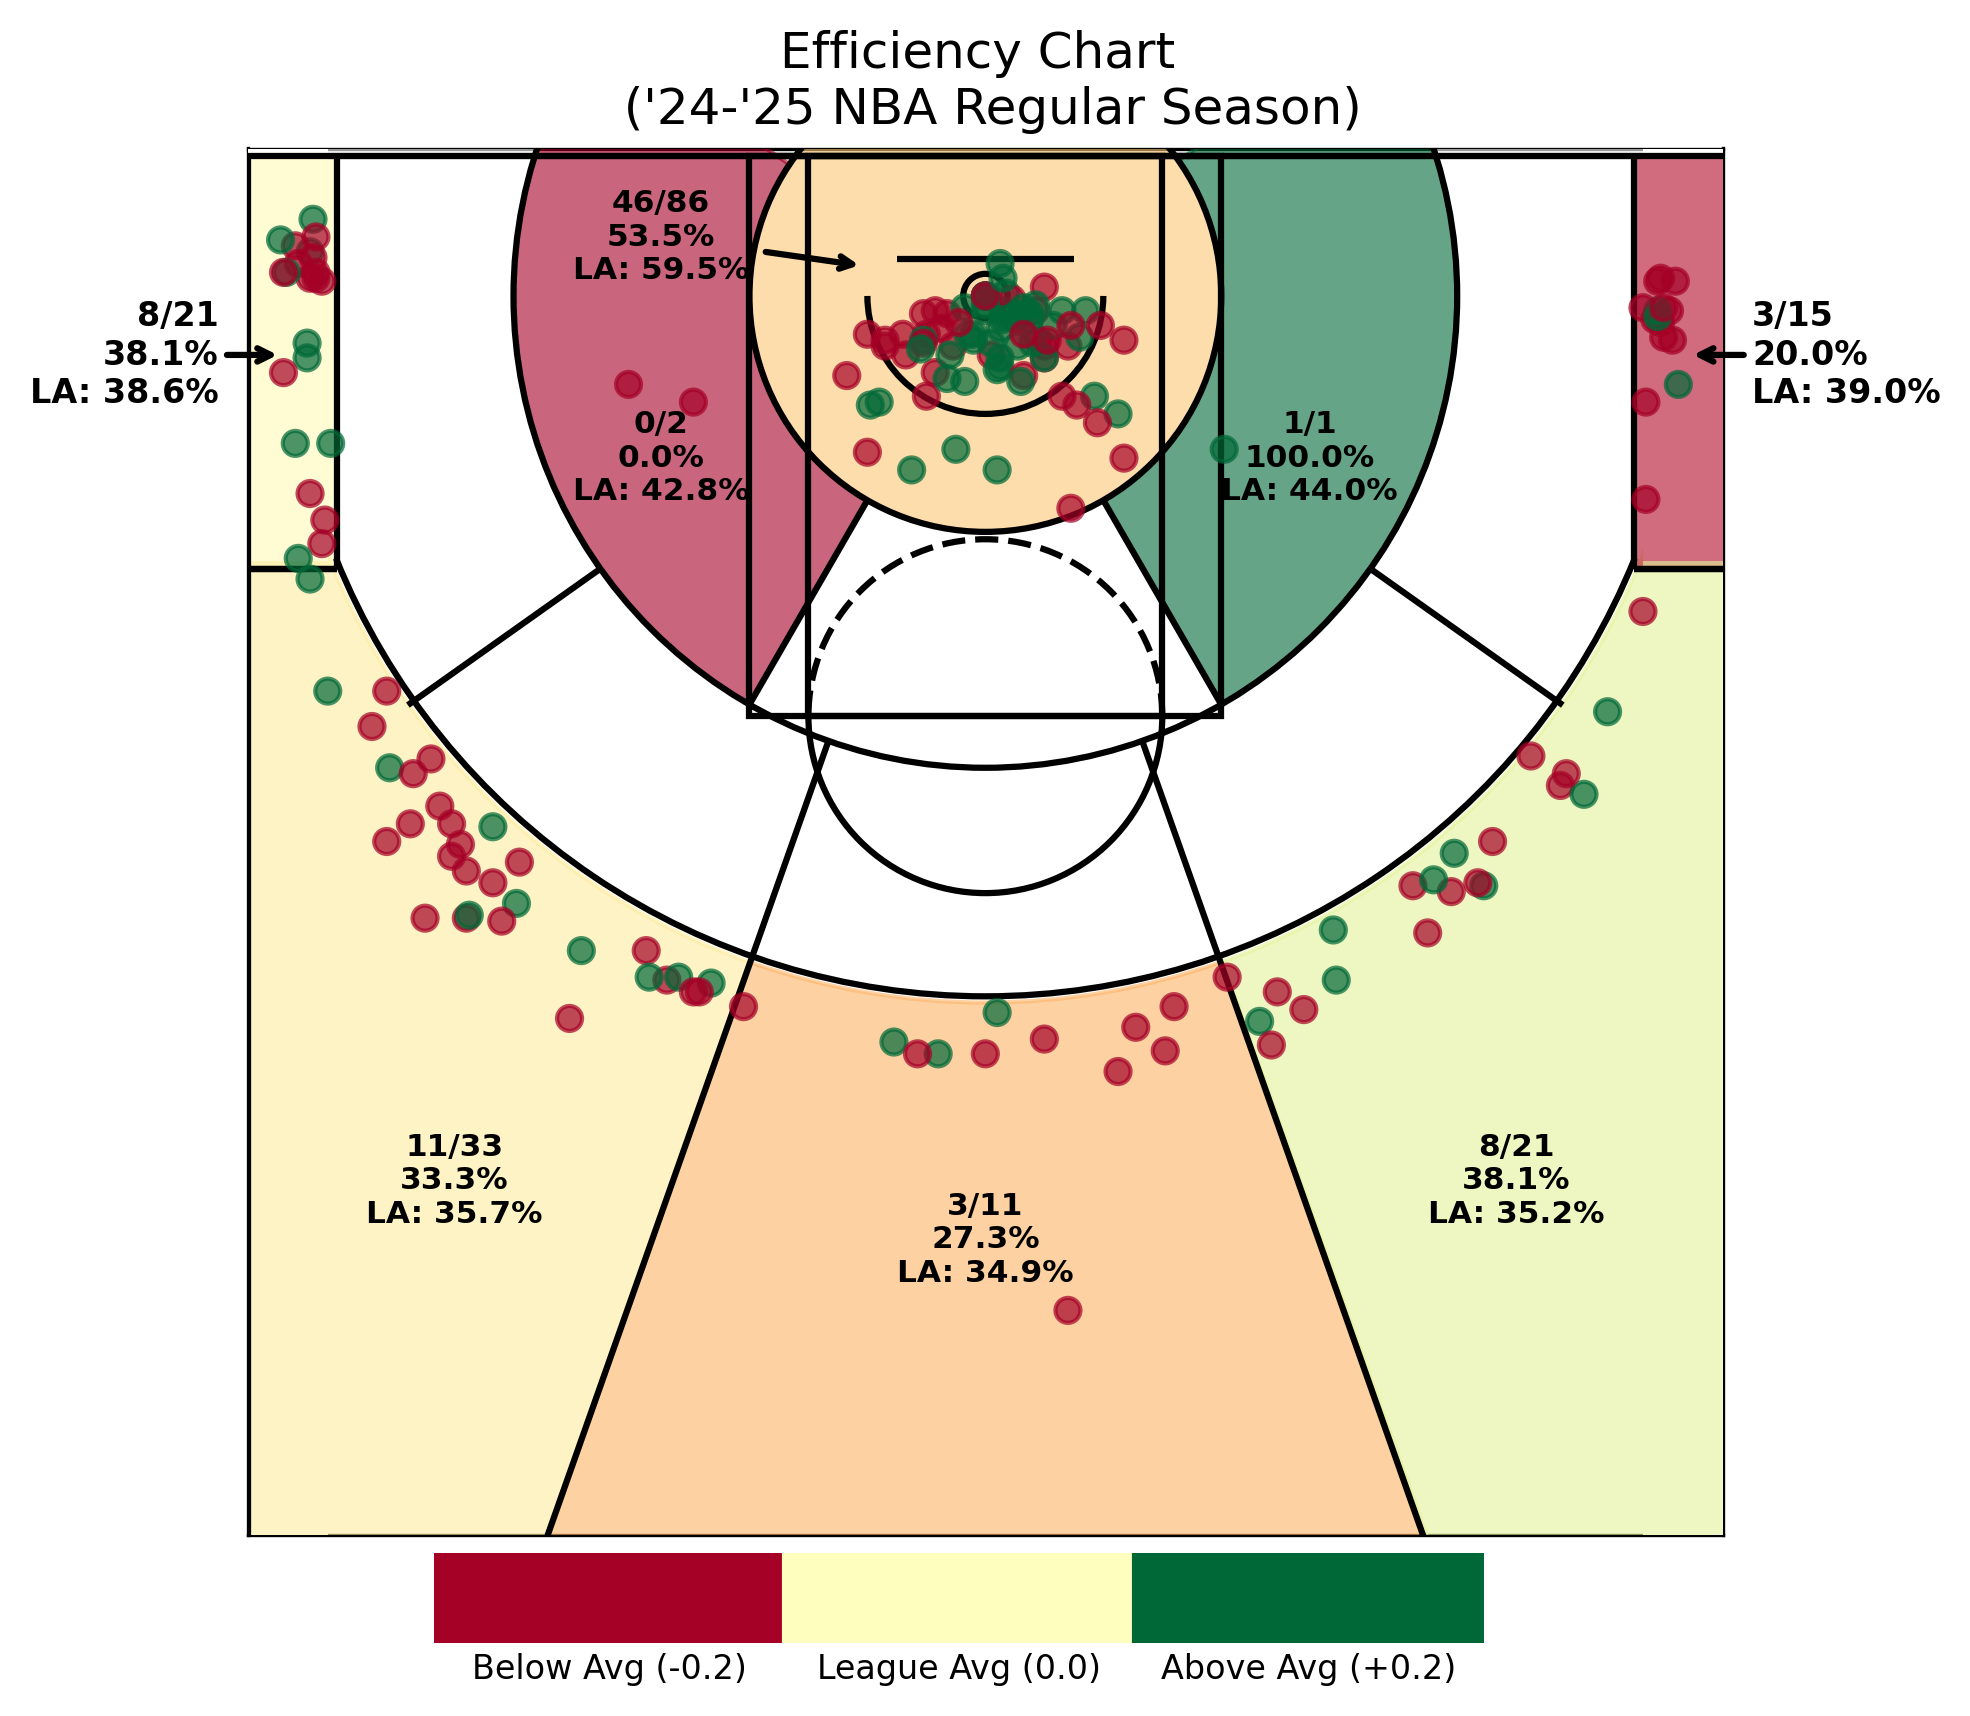 Efficiency Chart
('24-'25 NBA Regular Season)
46/86
53.5%
LA: 59.5%
8/21
38.1%
LA: 38.6%
3/15
20.0%
LA: 39.0%
0/2
0.0%
LA: 42.8%
1/1
100.0%
LA: 44.0%
11/33
33.3%
LA: 35.7%
3/11
27.3%
LA: 34.9%
8/21
38.1%
LA: 35.2%
Below Avg (-0.2)
League Avg (0.0)
Above Avg (+0.2)